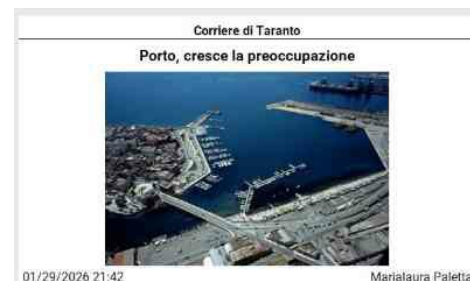 Corriere di Taranto
Porto, cresce la preoccupazione
01/29/2026 21:42
Marialaura Paletta